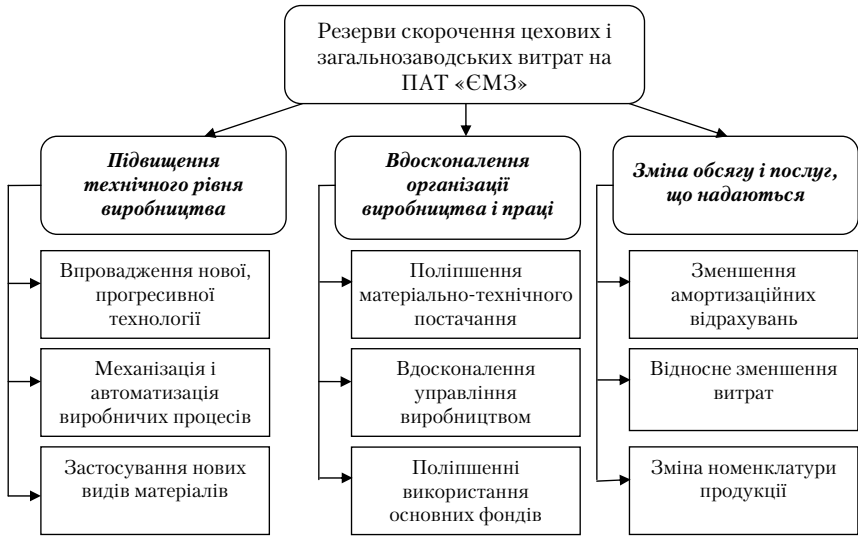 Резерви скорочення цехових і
загальнозаводських витрат на
ПАТ «ЄМЗ»
Підвищення
технічного рівня
виробництва
Впровадження нової,
прогресивної
технології
Механізація і
автоматизація
виробничих процесів
Застосування нових
видів матеріалів
Вдосконалення
організації
виробництва і праці
Поліпшення
матеріально-технічного
постачання
Вдосконалення
управління
виробництвом
Поліпшенні
використання
основних фондів
Зміна обсягу і послуг,
що надаються
Зменшення
амортизаційних
відрахувань
Відносне зменшення
витрат
Зміна номенклатури
продукції